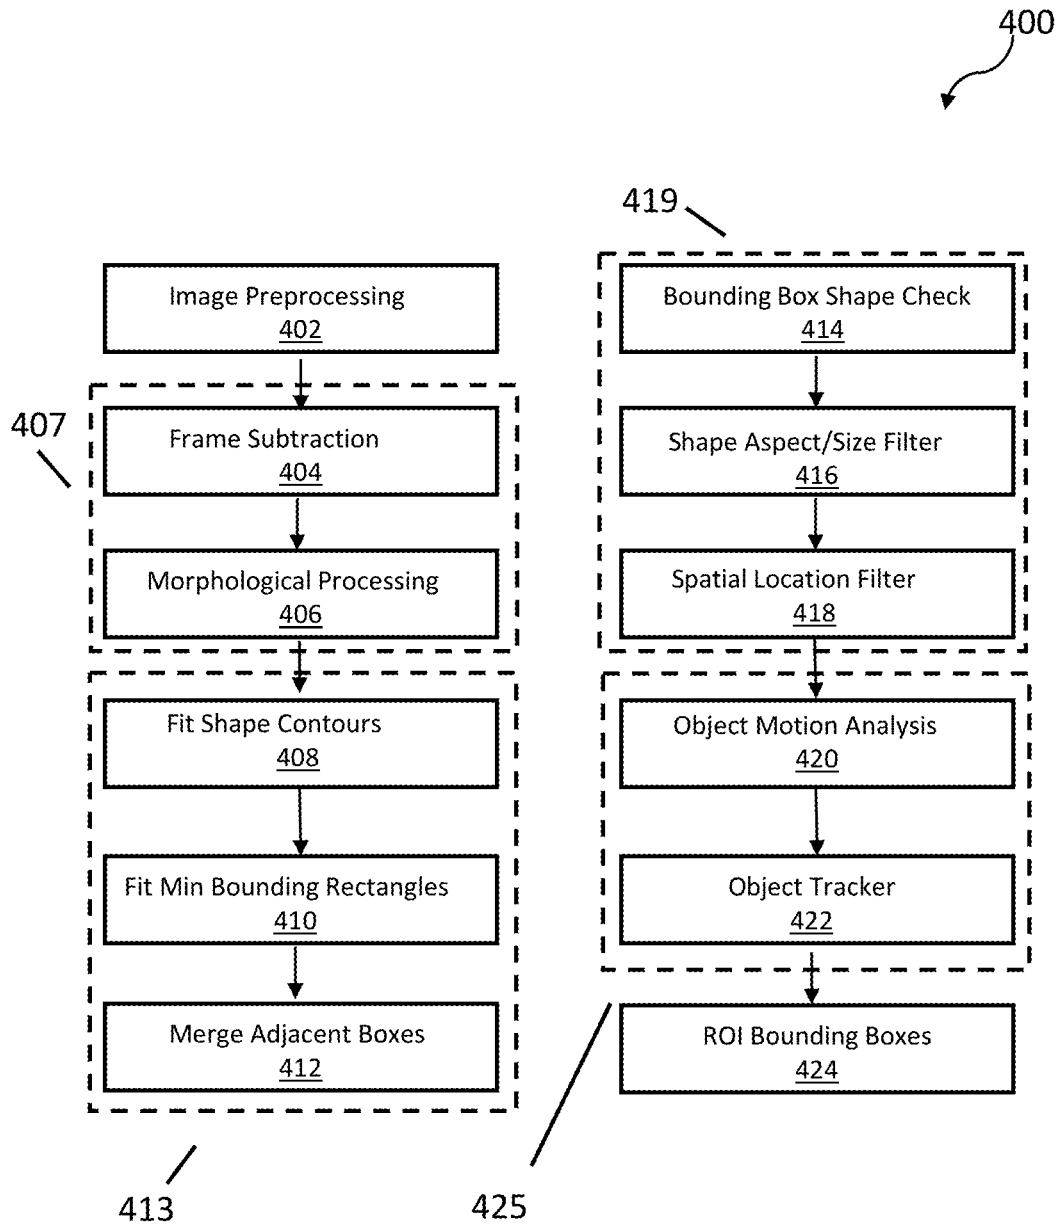 400
419
Image Preprocessing
402
407
Frame Subtraction
404
Morphological Processing
406
Fit Shape Contours
408
Fit Min Bounding Rectangles
410
Merge Adjacent Boxes
412
413
Bounding Box Shape Check
414
Shape Aspect/Size Filter
416
Spatial Location Filter
418
Object Motion Analysis
420
Object Tracker
422
ROI Bounding Boxes
424
425